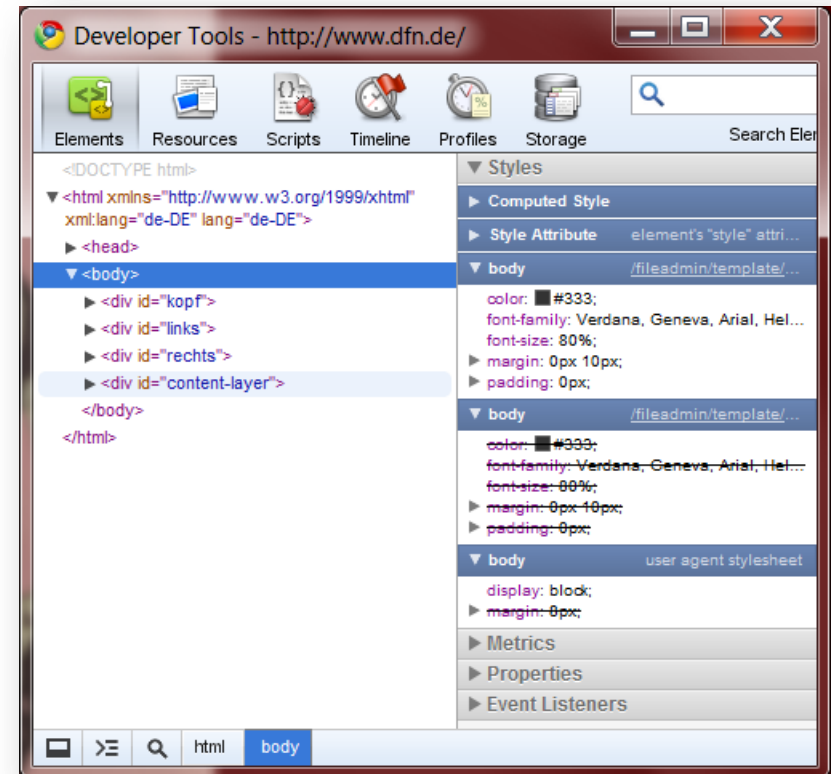 Developer Tools - http://www.dfn.de/
Elements Resources Scripts Timeline Profiles Storage Search Eler
<!DOCTYPE html>
<html xmlns="http://www.w3.org/1999/xhtml"
xml:lang="de-DE" lang="de-DE">
<head>
<body>
<div id="kopf">
<div id="links">
<div id="rechts">
<div id="content-layer">
</body>
</html>
Styles
Computed Style
Style Attribute element's "style" attri...
body /fileadmin/template/...
color: #333;
font-family: Verdana, Geneva, Arial, Hel...
font-size: 80%;
margin: 0px 10px;
padding: 0px;
body /fileadmin/template/...
color: #333;
font-family: Verdana, Geneva, Arial, Hel...
font-size: 80%;
margin: 0px 10px;
padding: 0px;
body user agent stylesheet
display: block;
margin: 8px;
Metrics
Properties
Event Listeners
html body